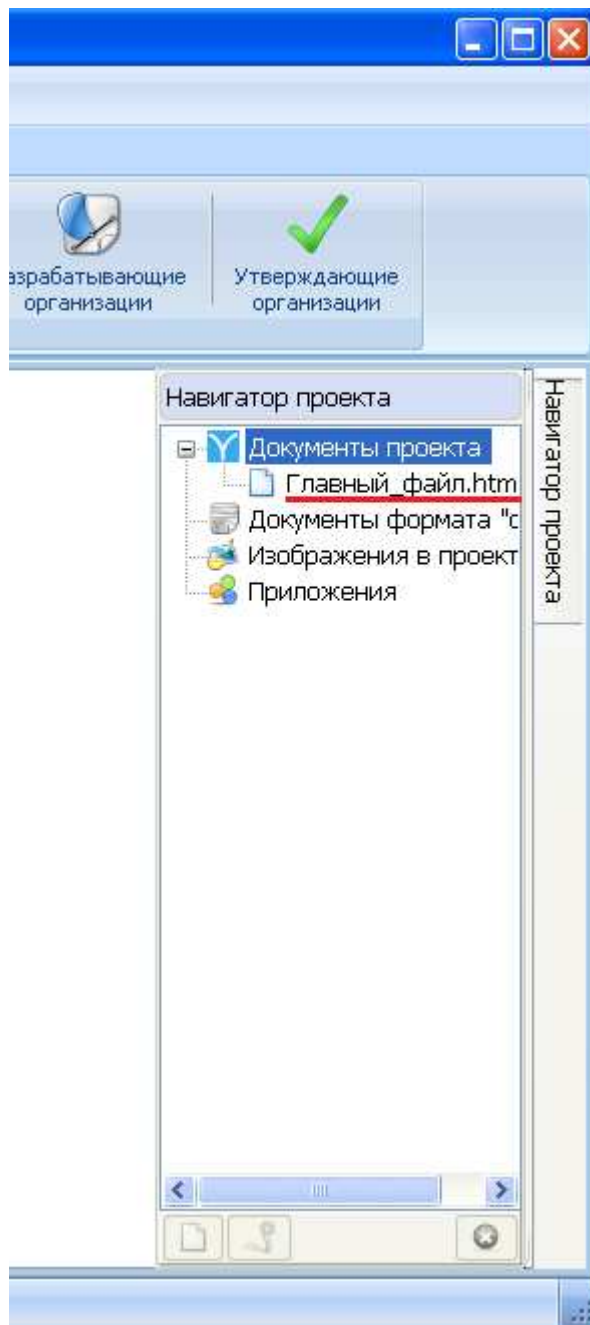 азрабатывающие
организации
Утверждающие
организации
Навигатор проекта
Документы проекта
Главный_файл.htm
Документы формата "с
Изображения в проект
Приложения
Навигатор проекта